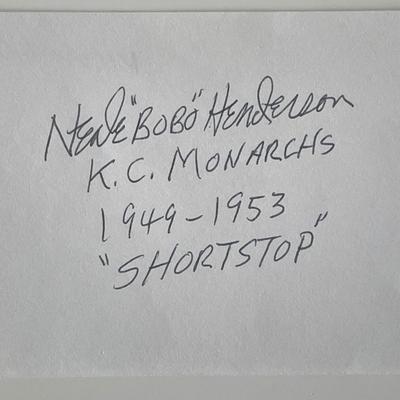 Neale "BOBO" Henderson
K.C. MONARCHS
1949-1953
"SHORTSTOP"